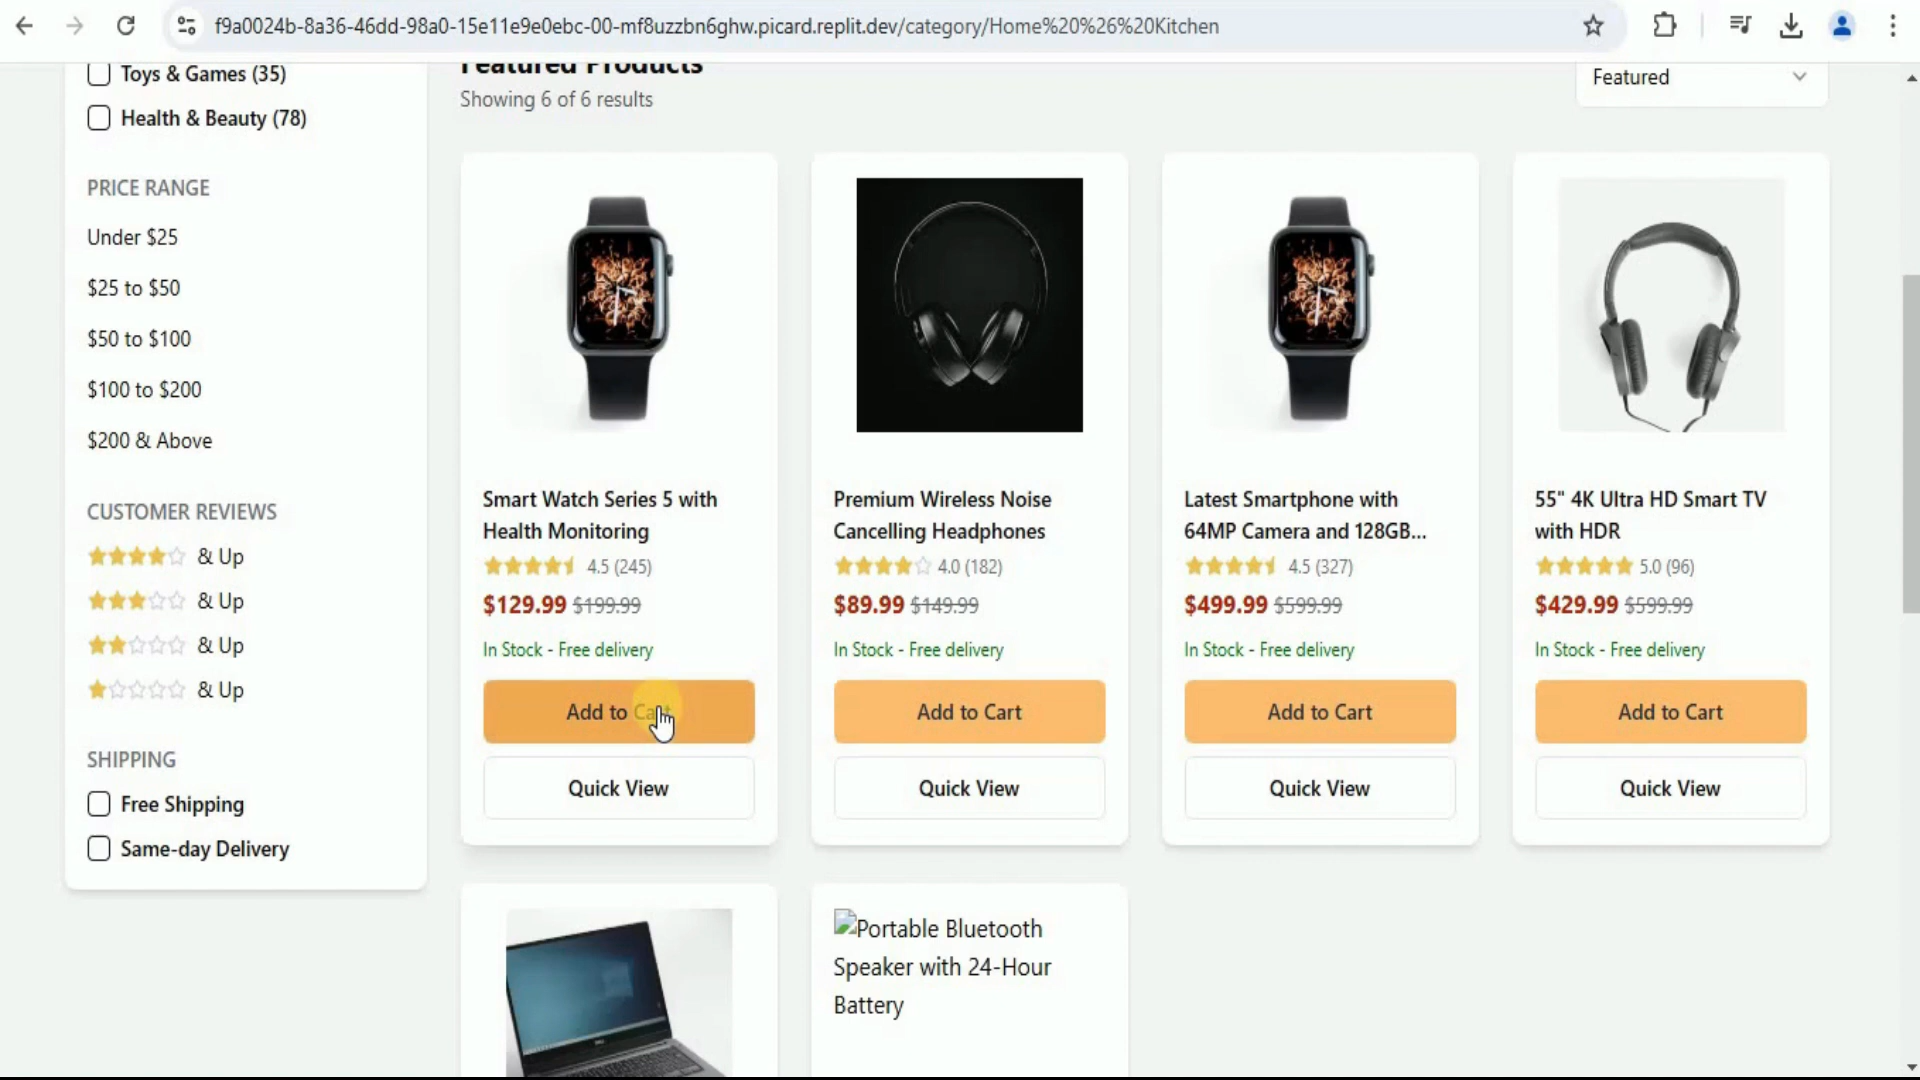 f9a0024b-8a36-46dd-98a0-15e11e9e0ebc-00-mf8uzzbn6ghw.picard.replit.dev/category/Home%20%26%20Kitchen
Toys & Games (35)
Health & Beauty (78)
PRICE RANGE
Under $25
$25 to $50
$50 to $100
$100 to $200
$200 & Above
CUSTOMER REVIEWS
& Up
& Up
& Up
& Up
SHIPPING
Free Shipping
Same-day Delivery
Featured Products
Showing 6 of 6 results
Featured
Smart Watch Series 5 with
Health Monitoring
4.5 (245)
$129.99 $199.99
In Stock - Free delivery
Add to Cart
Quick View
Premium Wireless Noise
Cancelling Headphones
4.0 (182)
$89.99 $149.99
In Stock - Free delivery
Add to Cart
Quick View
Latest Smartphone with
64MP Camera and 128GB...
4.5 (327)
$499.99 $599.99
In Stock - Free delivery
Add to Cart
Quick View
55" 4K Ultra HD Smart TV
with HDR
5.0 (96)
$429.99 $599.99
In Stock - Free delivery
Add to Cart
Quick View
Portable Bluetooth
Speaker with 24-Hour
Battery